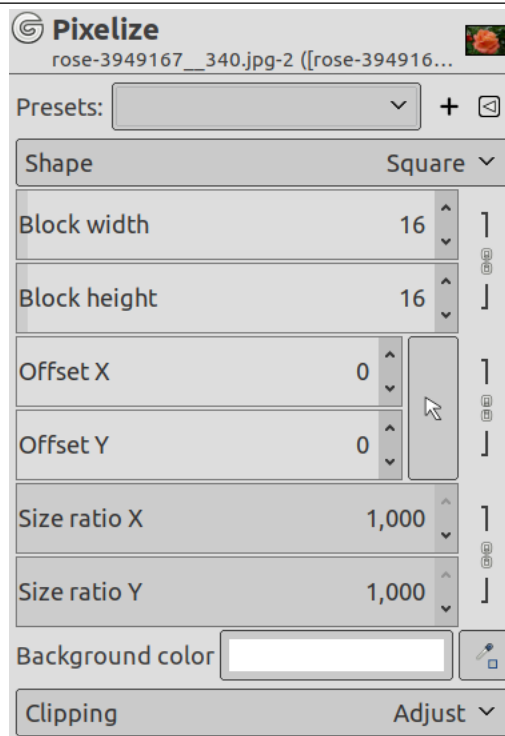 Pixelize
rose-3949167__340.jpg-2 ([rose-394916...
Presets:
Shape Square
Block width 16
Block height 16
Offset X 0
Offset Y 0
Size ratio X 1,000
Size ratio Y 1,000
Background color
Clipping Adjust